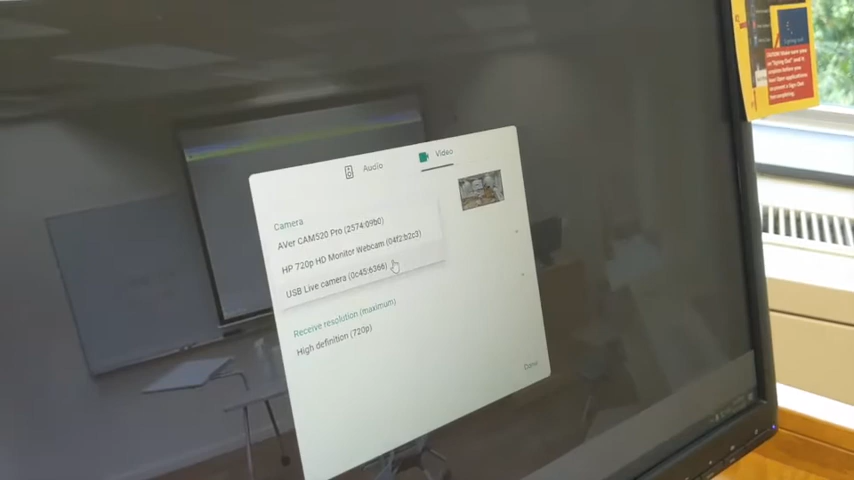 Audio
Video
Camera
AVer CAM520 Pro (2574:09b0)
HP 720p HD Monitor Webcam (04f2:b2c3)
USB Live camera (0c45:6366)
Receive resolution (maximum)
High definition (720p)
Done